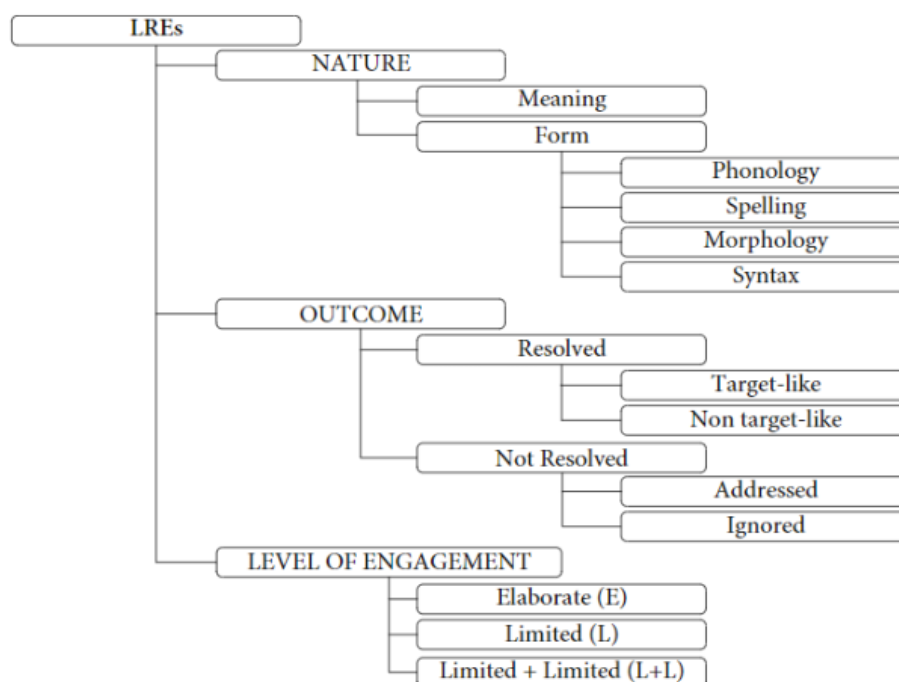 LREs
NATURE
Meaning
Form
Phonology
Spelling
Morphology
Syntax
OUTCOME
Resolved
Target-like
Non target-like
Not Resolved
Addressed
Ignored
LEVEL OF ENGAGEMENT
Elaborate (E)
Limited (L)
Limited + Limited (L+L)